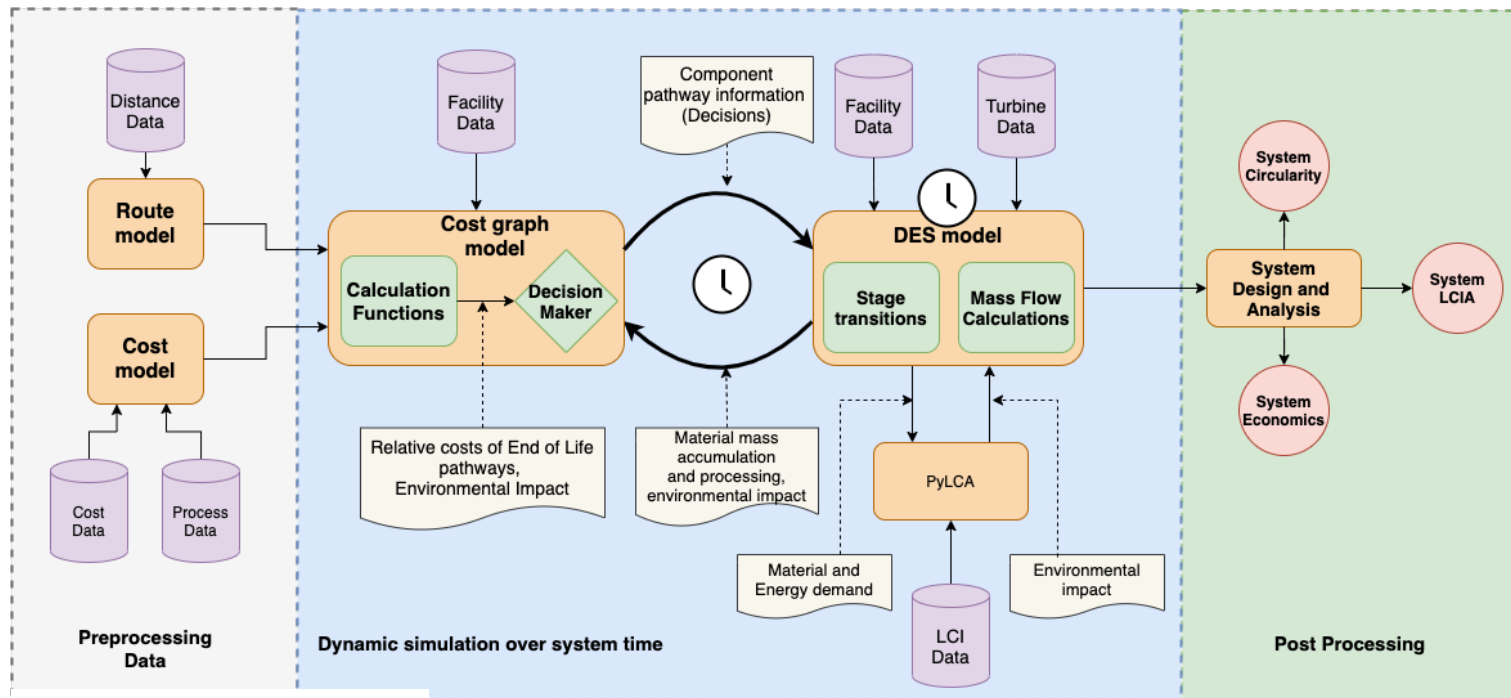 Distance
Data
Route
model
Cost
model
Cost
Data
Process
Data
Preprocessing
Data
Facility
Data
Cost graph
model
Calculation
Functions
Decision
Maker
Relative costs of End of Life
pathways,
Environmental Impact
Component
pathway information
(Decisions)
Material mass
accumulation
and processing,
environmental impact
Facility
Data
Turbine
Data
DES model
Stage
transitions
Mass Flow
Calculations
PyLCA
Material and
Energy demand
Environmental
impact
LCI
Data
Dynamic simulation over system time
System
Design and
Analysis
System
Circularity
System
LCIA
System
Economics
Post Processing